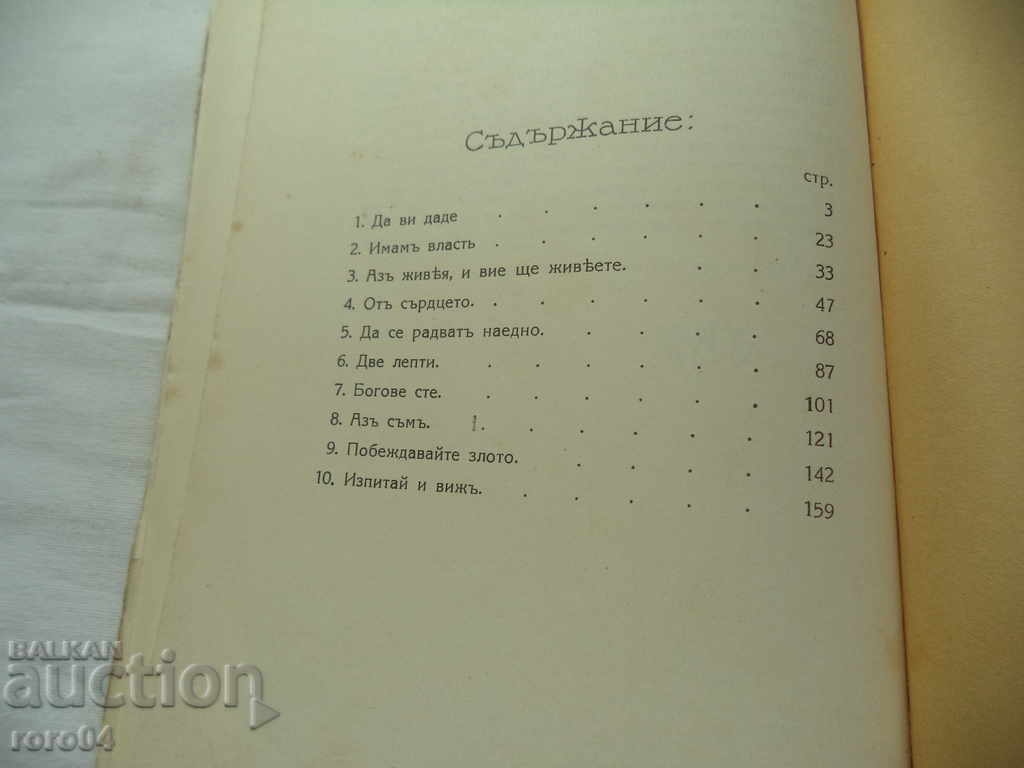 Съдържание:
стр.
1. Да ви даде . . . . . . 3
2. Имамъ власть . . . . . . 23
3. Азъ живѣя, и вие ще живѣете. . . 33
4. Отъ сърдцето. . . . . . 47
5. Да се радватъ наедно. . . . . 68
6. Две лепти. . . . . . 87
7. Богове сте. . . . . . 101
8. Азъ съмъ. . . . . . 121
9. Побеждавайте злото. . . . . 142
10. Изпитай и вижъ. . . . . . 159
BALKAN
auction
roro04